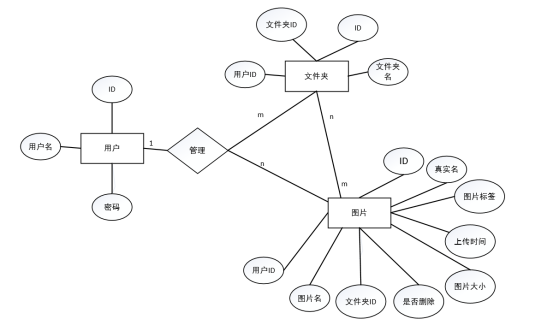 文件夹ID
ID
用户ID
文件夹
文件夹
名
ID
用户名
用户
密码
1
管理
m
n
n
m
ID
真实名
图片标签
图片
上传时间
用户ID
图片大小
图片名
文件夹ID
是否删除